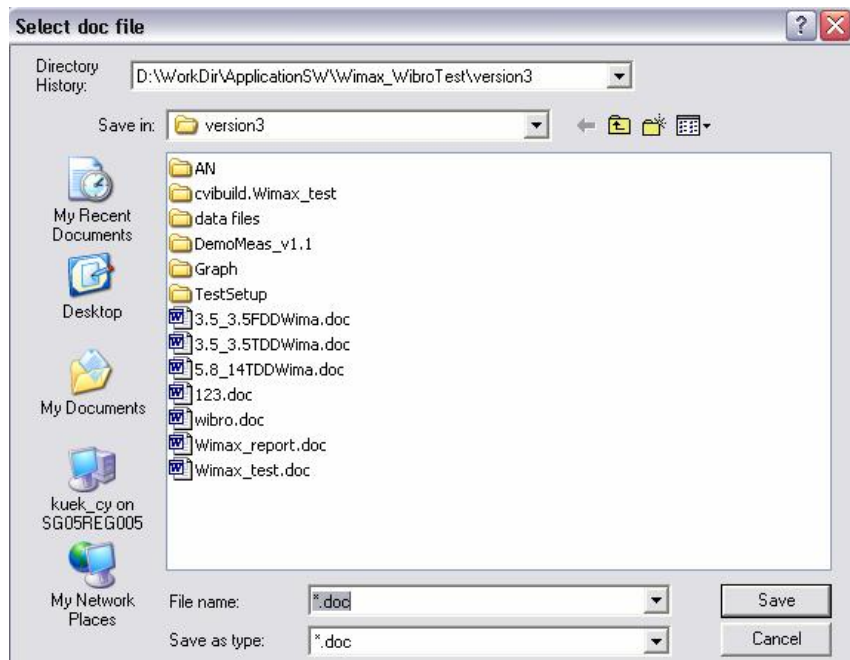 Select doc file
Directory
History:
D:\WorkDir\ApplicationSW\Wimax_WibroTest\version3
Save in:
version3
My Recent
Documents
Desktop
My Documents
kuek_cy on
SG05REG005
My Network
Places
AN
cvibuild.Wimax_test
data files
DemoMeas_v1.1
Graph
TestSetup
3.5_3.5FDDWima.doc
3.5_3.5TDDWima.doc
5.8_14TDDWima.doc
123.doc
wibro.doc
Wimax_report.doc
Wimax_test.doc
File name:
*.doc
Save
Save as type:
*.doc
Cancel